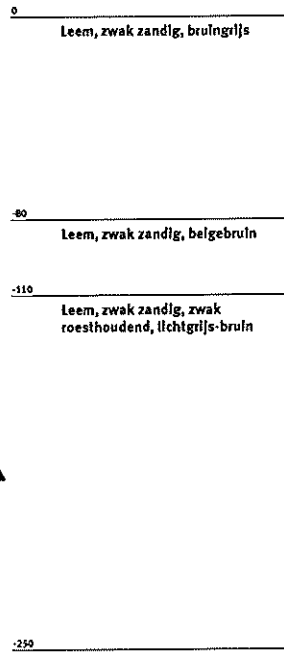 0
Leem, zwak zandig, bruingrijs
-80
Leem, zwak zandig, beigebruin
-110
Leem, zwak zandig, zwak
roesthoudend, lichtgrijs-bruin
-250